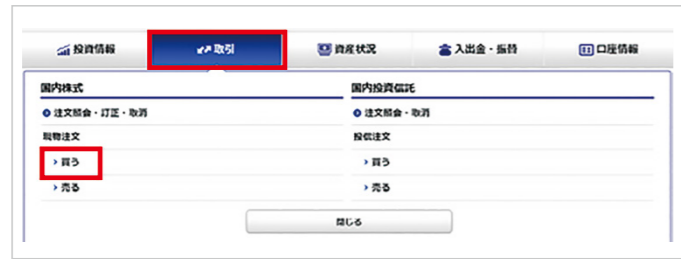 投資情報 取引 資産状況 入出金・振替 口座情報
国内株式 国内投資信託
注文照会・訂正・取消 注文照会・取消
現物注文 投信注文
買う 買う
売る 売る
閉じる